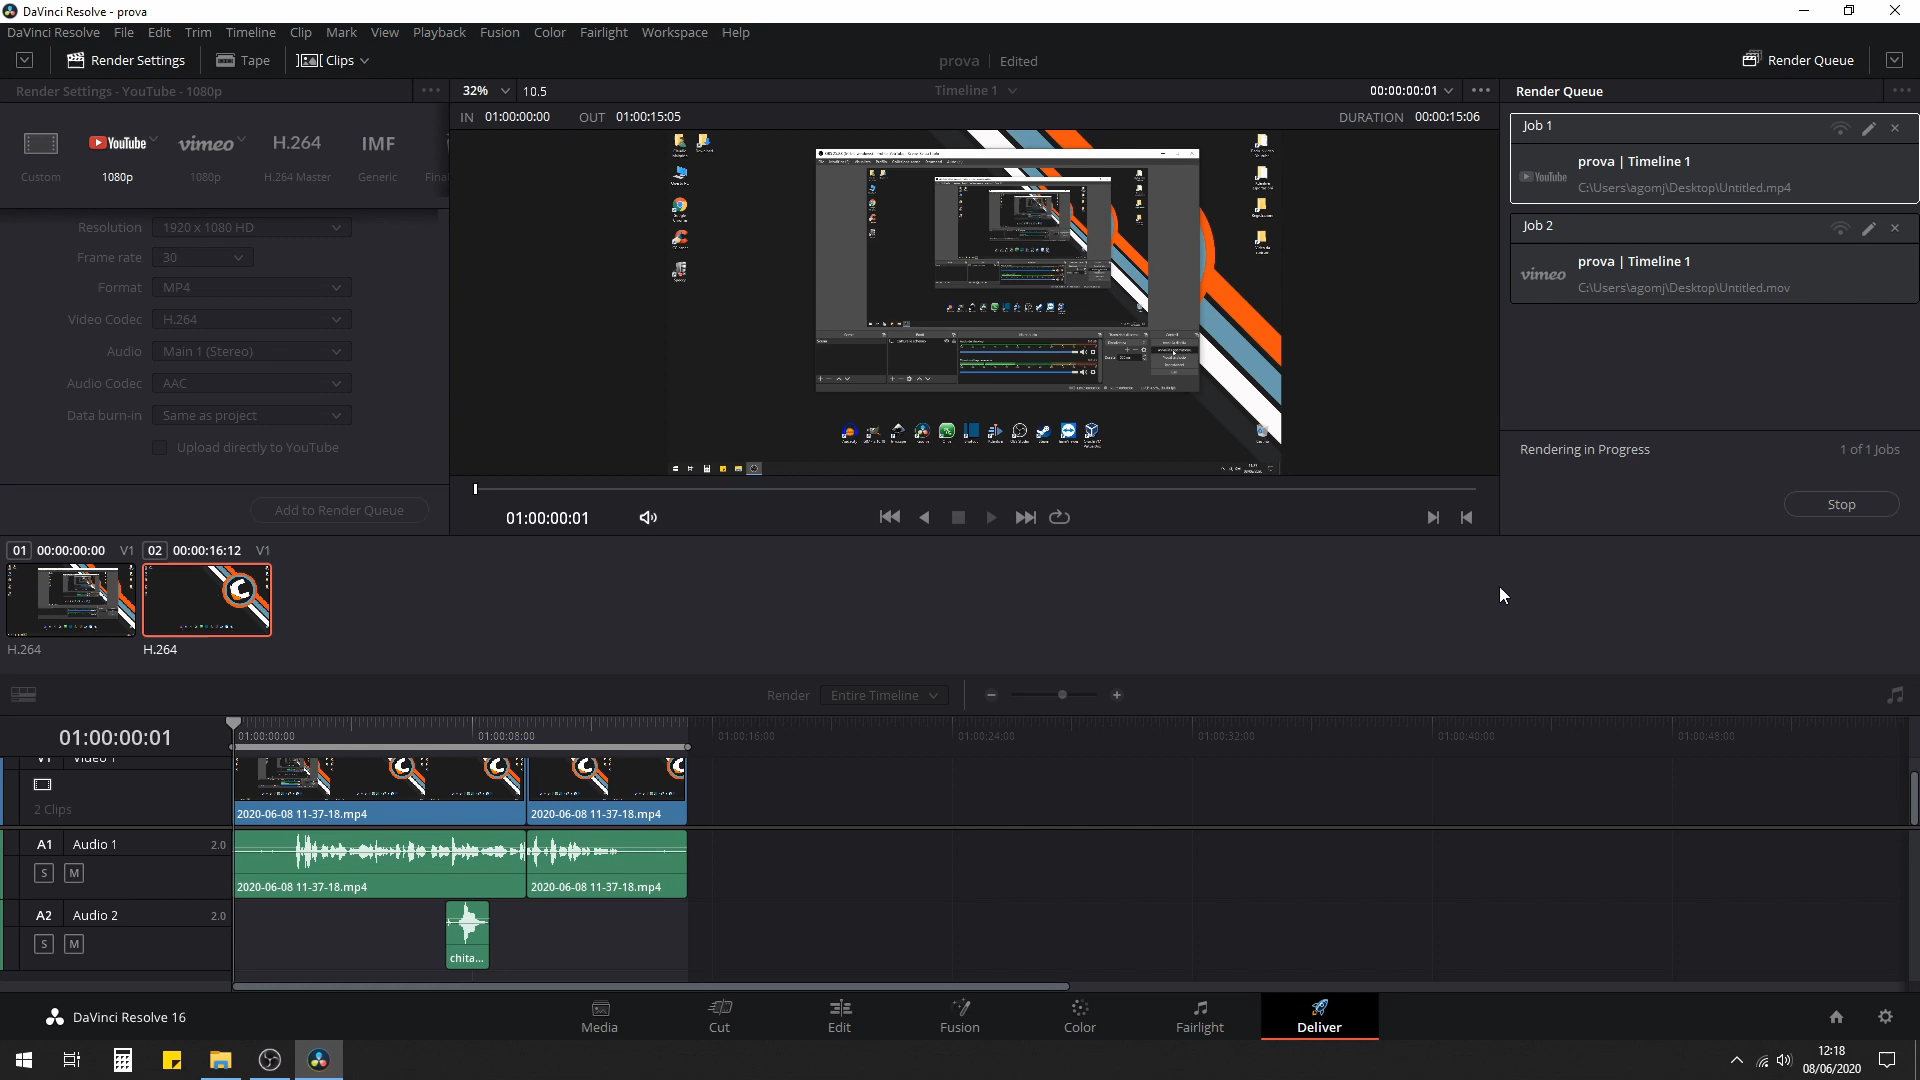 DaVinci Resolve - prova
DaVinci Resolve File Edit Trim Timeline Clip Mark View Playback Fusion Color Fairlight Workspace Help
Render Settings Tape Clips prova Edited Render Queue
Render Settings - YouTube - 1080p 32% 10.5 Timeline 1 00:00:00:01 Render Queue
IN 01:00:00:00 OUT 01:00:15:05 DURATION 00:00:15:06
YouTube vimeo H.264 IMF
Custom 1080p 1080p H.264 Master Generic Fina
Resolution 1920 x 1080 HD
Frame rate 30
Format MP4
Video Codec H.264
Audio Main 1 (Stereo)
Audio Codec AAC
Data burn-in Same as project
Upload directly to YouTube
Add to Render Queue
01:00:00:01
Job 1
prova | Timeline 1
YouTube
C:\Users\agomj\Desktop\Untitled.mp4
Job 2
prova | Timeline 1
vimeo
C:\Users\agomj\Desktop\Untitled.mov
Rendering in Progress 1 of 1 Jobs
Stop
01 00:00:00:00 V1 02 00:00:16:12 V1
H.264 H.264
Render Entire Timeline
01:00:00:01
01:00:00:00 01:00:08:00 01:00:16:00 01:00:24:00 01:00:32:00 01:00:40:00 01:00:48:00
V1 Video 1
2 Clips
2020-06-08 11-37-18.mp4 2020-06-08 11-37-18.mp4
A1 Audio 1 2.0
S M
2020-06-08 11-37-18.mp4 2020-06-08 11-37-18.mp4
A2 Audio 2 2.0
S M
chita...
DaVinci Resolve 16
Media Cut Edit Fusion Color Fairlight Deliver
12:18
08/06/2020